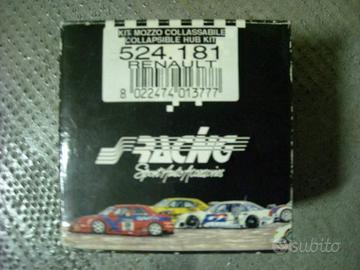 KIT MOZZO COLLASSABILE
COLLAPSIBLE HUB KIT
524.181
RENAULT
8 022474 013777
RACING
Sport Auto Accessories
subito